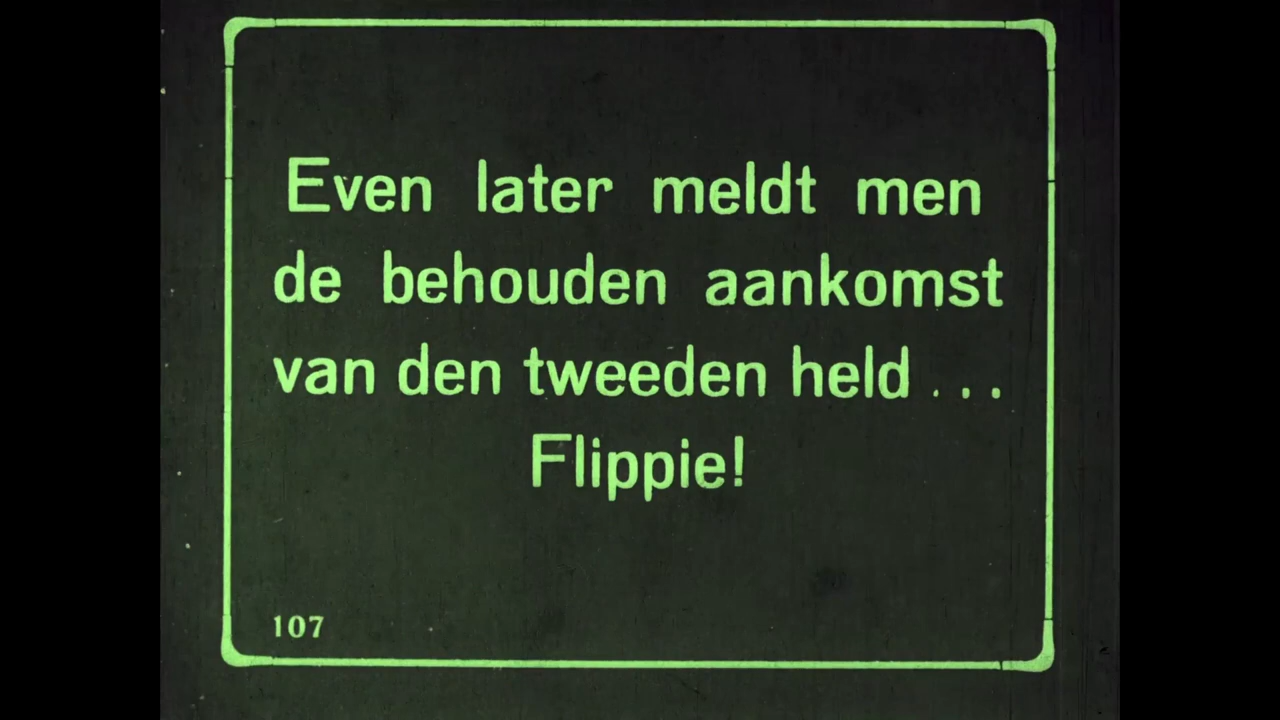 Even later meldt men
de behouden aankomst
van den tweeden held ...
Flippie!
107